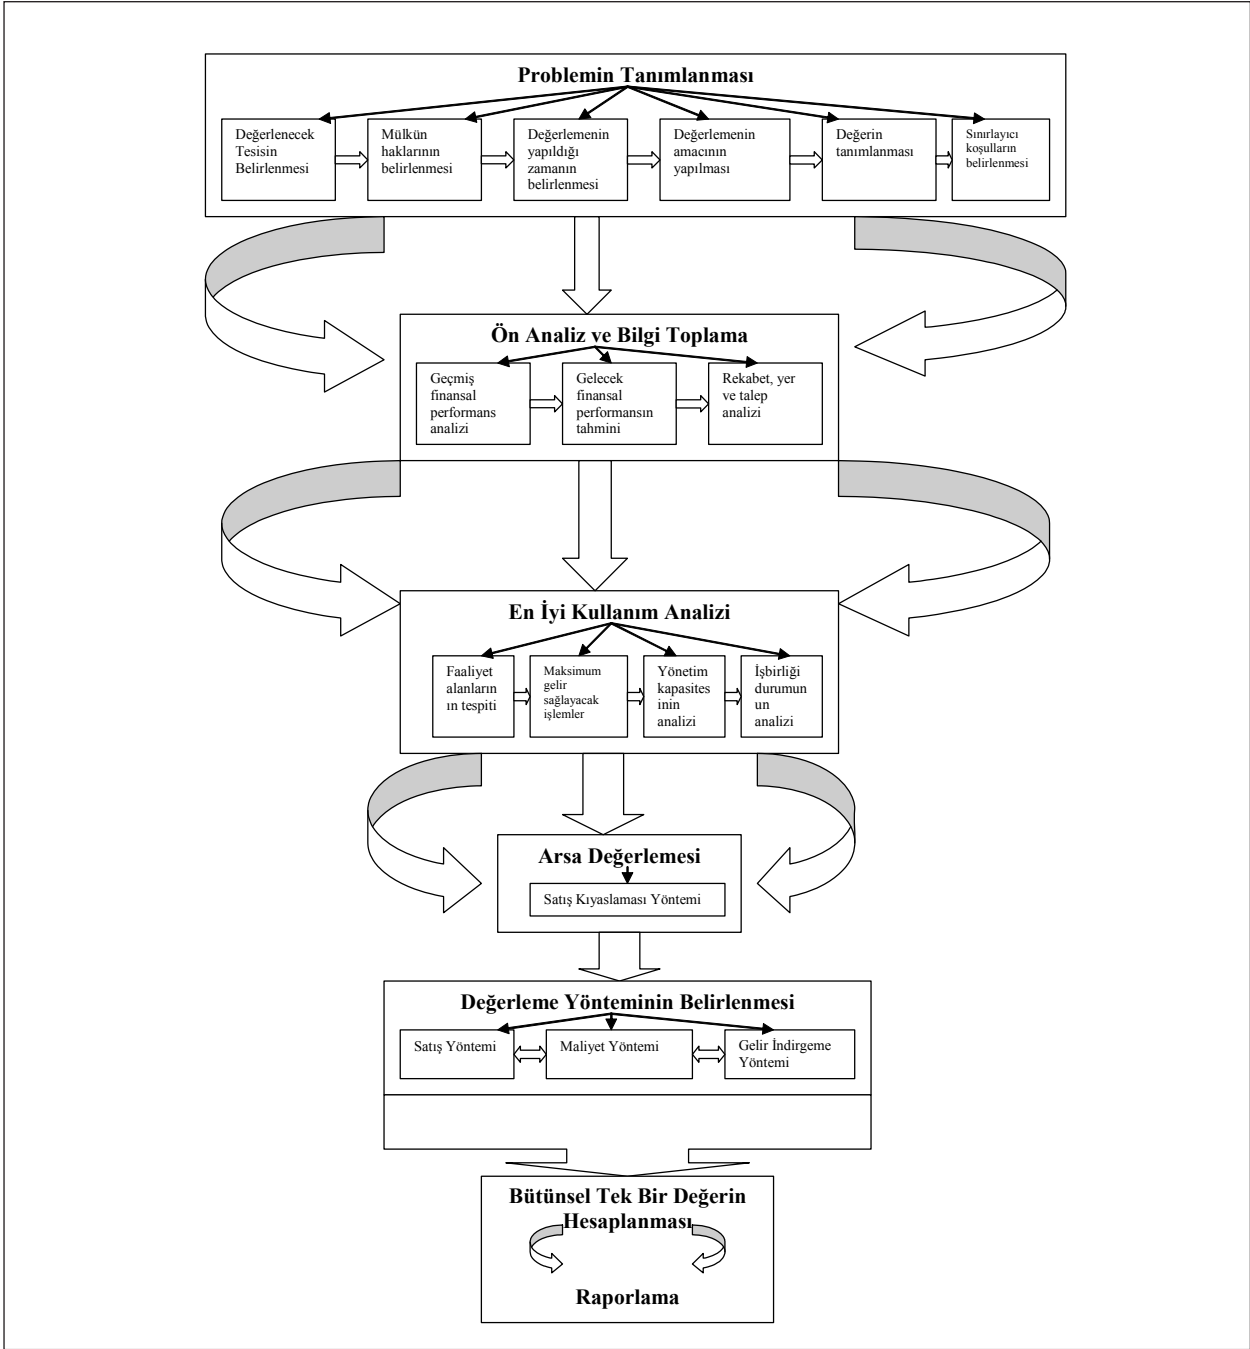 Problemin Tanımlanması
Değerlenecek
Tesisin
Belirlenmesi
Mülkün
haklarının
belirlenmesi
Değerlemenin
yapıldığı
zamanın
belirlenmesi
Değerlemenin
amacının
yapılması
Değerin
tanımlanması
Sınırlayıcı
koşulların
belirlenmesi
Ön Analiz ve Bilgi Toplama
Geçmiş
finansal
performans
analizi
Gelecek
finansal
performansın
tahmini
Rekabet, yer
ve talep
analizi
En İyi Kullanım Analizi
Faaliyet
alanların
ın tespiti
Maksimum
gelir
sağlayacak
işlemler
Yönetim
kapasites
inin
analizi
İşbirliği
durumun
un
analizi
Arsa Değerlemesi
Satış Kıyaslaması Yöntemi
Değerleme Yönteminin Belirlenmesi
Satış Yöntemi
Maliyet Yöntemi
Gelir İndirgeme
Yöntemi
Bütünsel Tek Bir Değerin
Hesaplanması
Raporlama